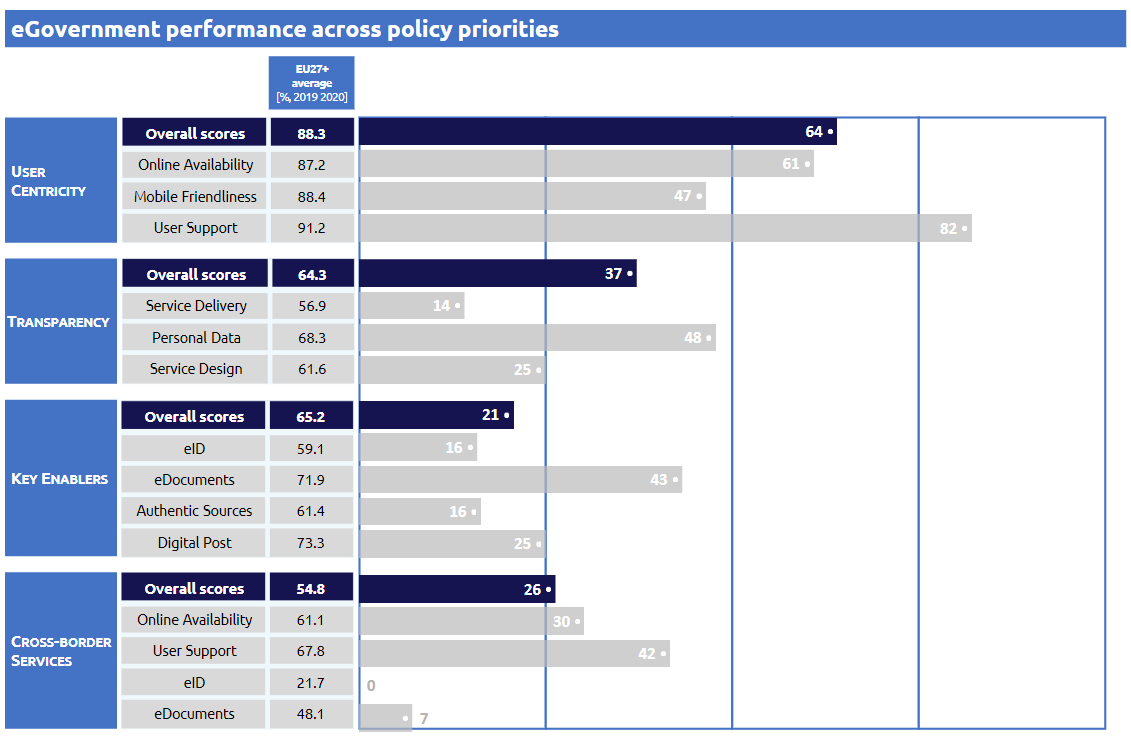 eGovernment performance across policy priorities
EU27+
average
[%, 2019 2020]
USER
CENTRICITY
Overall scores 88.3 64
Online Availability 87.2 61
Mobile Friendliness 88.4 47
User Support 91.2 82
TRANSPARENCY
Overall scores 64.3 37
Service Delivery 56.9 14
Personal Data 68.3 48
Service Design 61.6 25
KEY ENABLERS
Overall scores 65.2 21
eID 59.1 16
eDocuments 71.9 43
Authentic Sources 61.4 16
Digital Post 73.3 25
CROSS-BORDER
SERVICES
Overall scores 54.8 26
Online Availability 61.1 30
User Support 67.8 42
eID 21.7 0
eDocuments 48.1 7